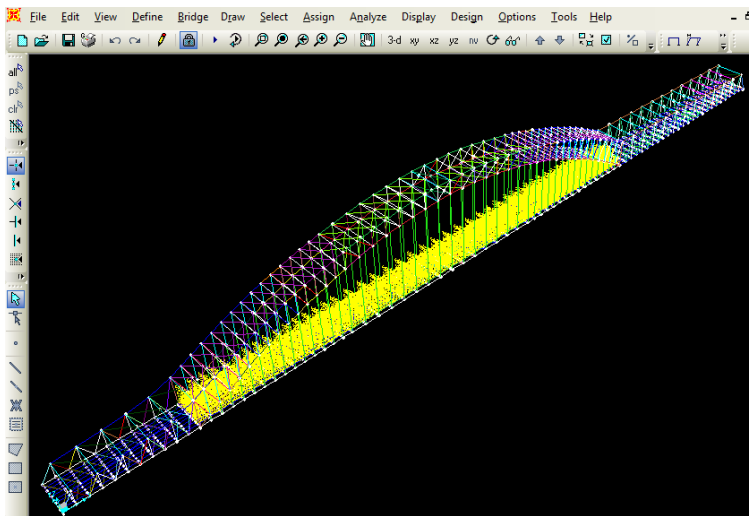 File Edit View Define Bridge Draw Select Assign Analyze Display Design Options Tools Help
3-d xy xz yz nv
all
ps
clr